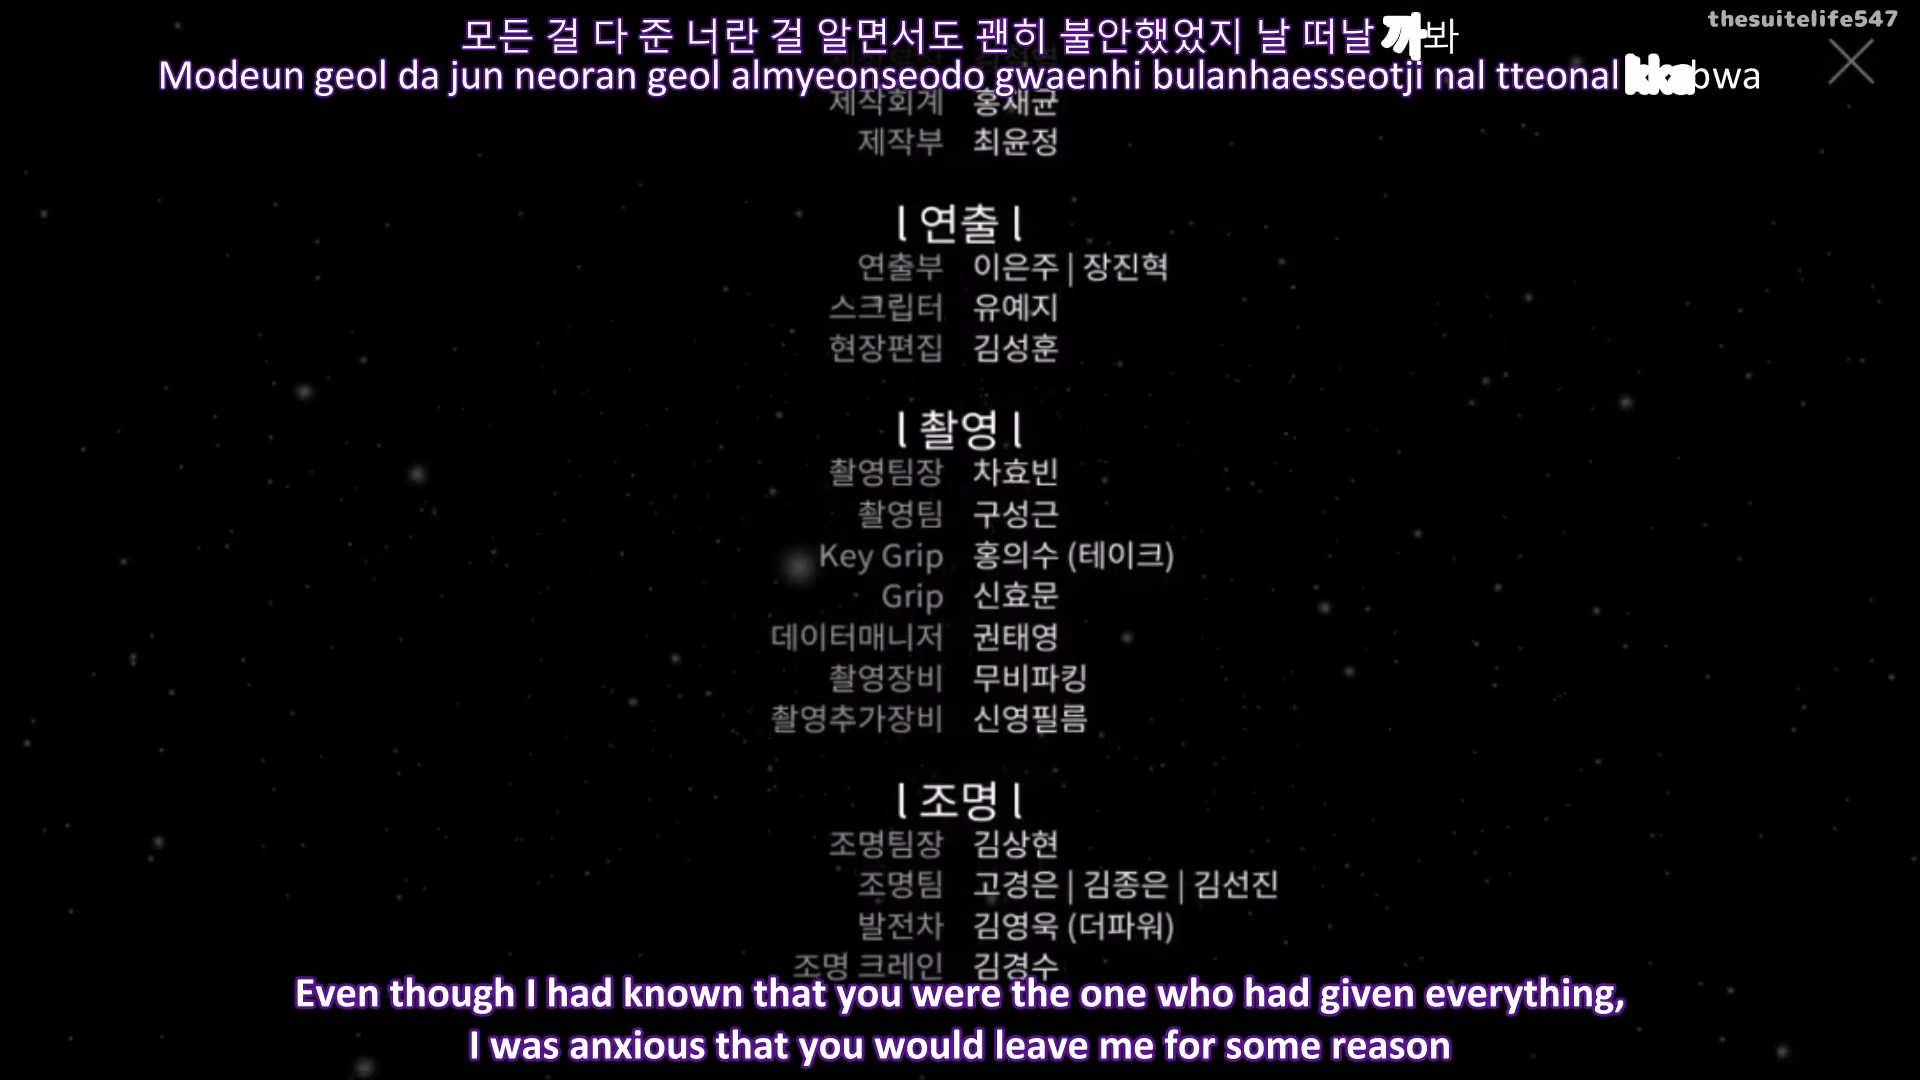 thesuitelife547
모든 걸 다 준 너란 걸 알면서도 괜히 불안했었지 날 떠날까봐
Modeun geol da jun neoran geol almyeonseodo gwaenhi bulanhaesseotji nal tteonal kkabwa
제작회계 홍재균
제작부 최윤정
| 연출 |
연출부 이은주 | 장진혁
스크립터 유예지
현장편집 김성훈
| 촬영 |
촬영팀장 차효빈
촬영팀 구성근
Key Grip 홍의수 (테이크)
Grip 신효문
데이터매니저 권태영
촬영장비 무비파킹
촬영추가장비 신영필름
| 조명 |
조명팀장 김상현
조명팀 고경은 | 김종은 | 김선진
발전차 김영욱 (더파워)
조명 크레인 김경수
Even though I had known that you were the one who had given everything,
I was anxious that you would leave me for some reason